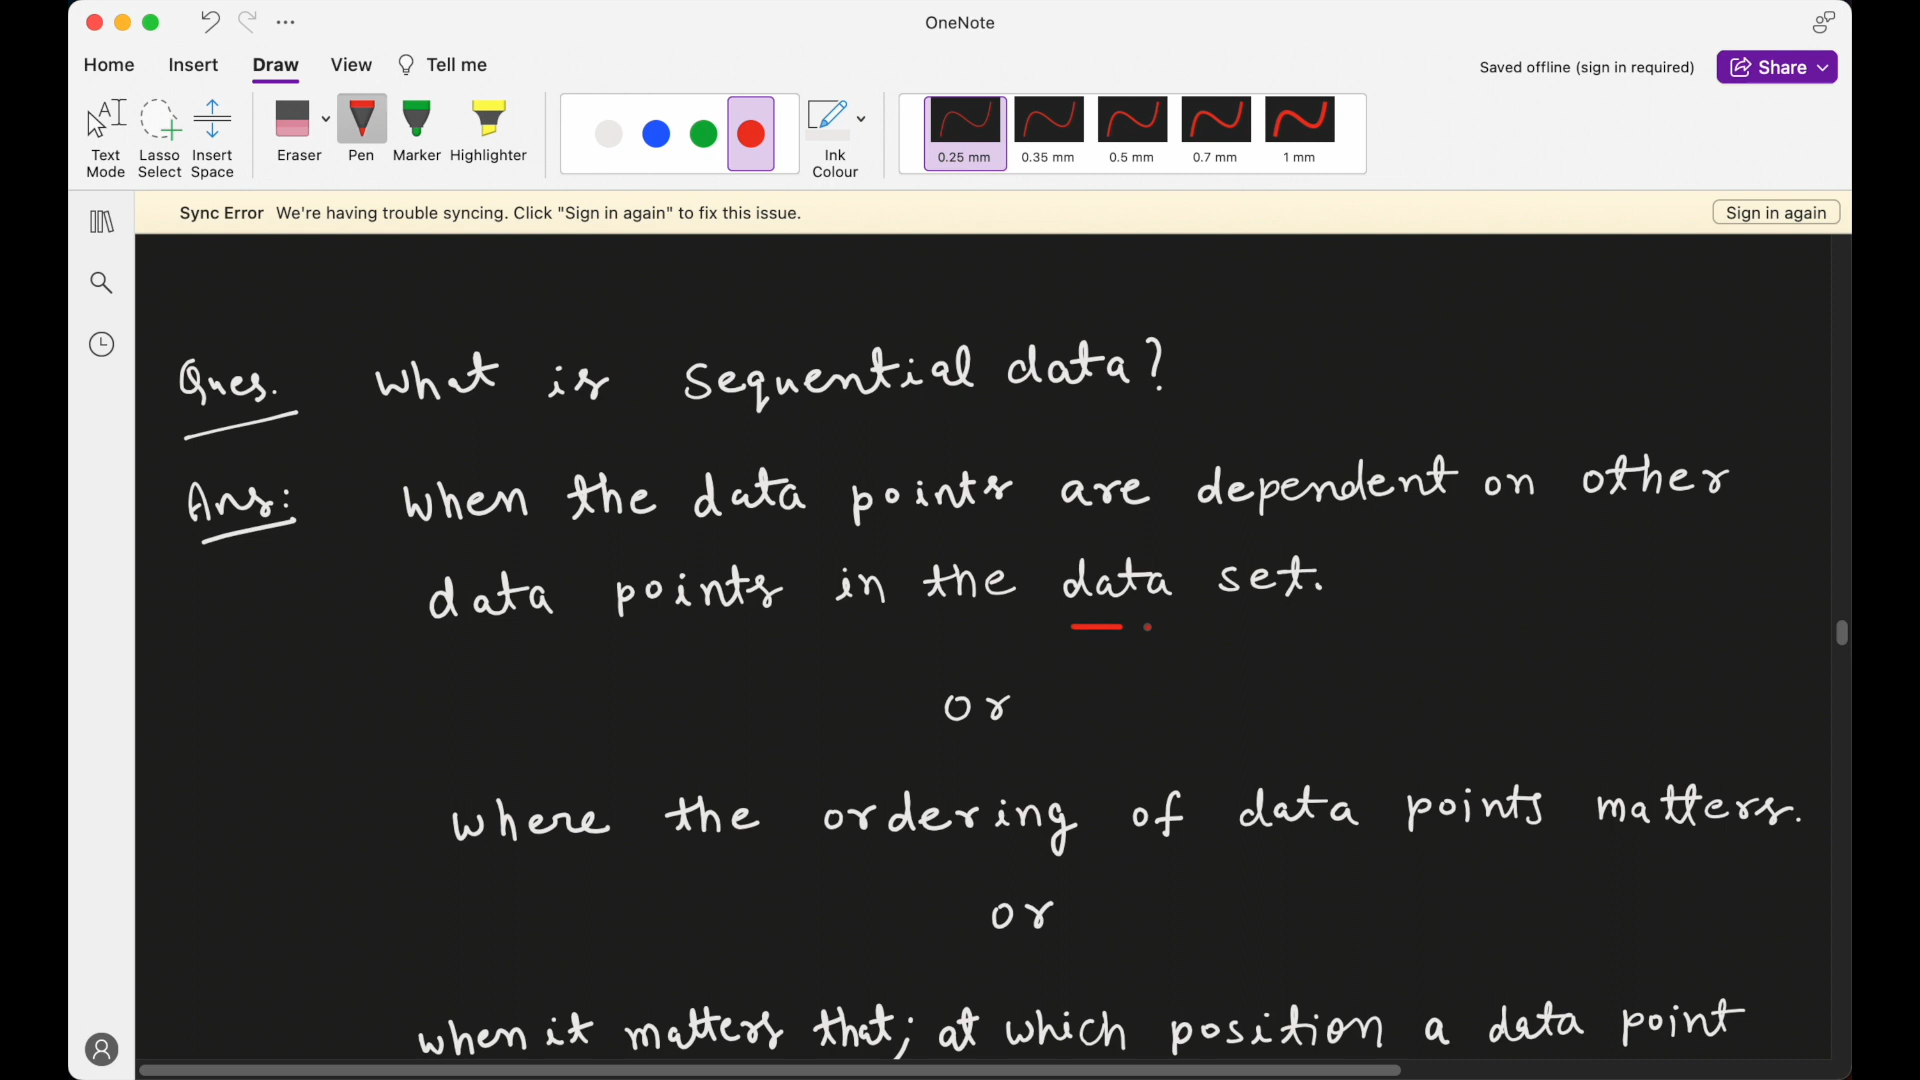 OneNote
Home Insert Draw View Tell me
Saved offline (sign in required) Share
Text Mode
Lasso Select
Insert Space
Eraser
Pen
Marker
Highlighter
Ink Colour
0.25 mm 0.35 mm 0.5 mm 0.7 mm 1 mm
Sync Error We're having trouble syncing. Click "Sign in again" to fix this issue. Sign in again
Ques. What is Sequential data?
Ans: When the data points are dependent on other
data points in the data set.
or
where the ordering of data points matters.
or
when it matters that; at which position a data point